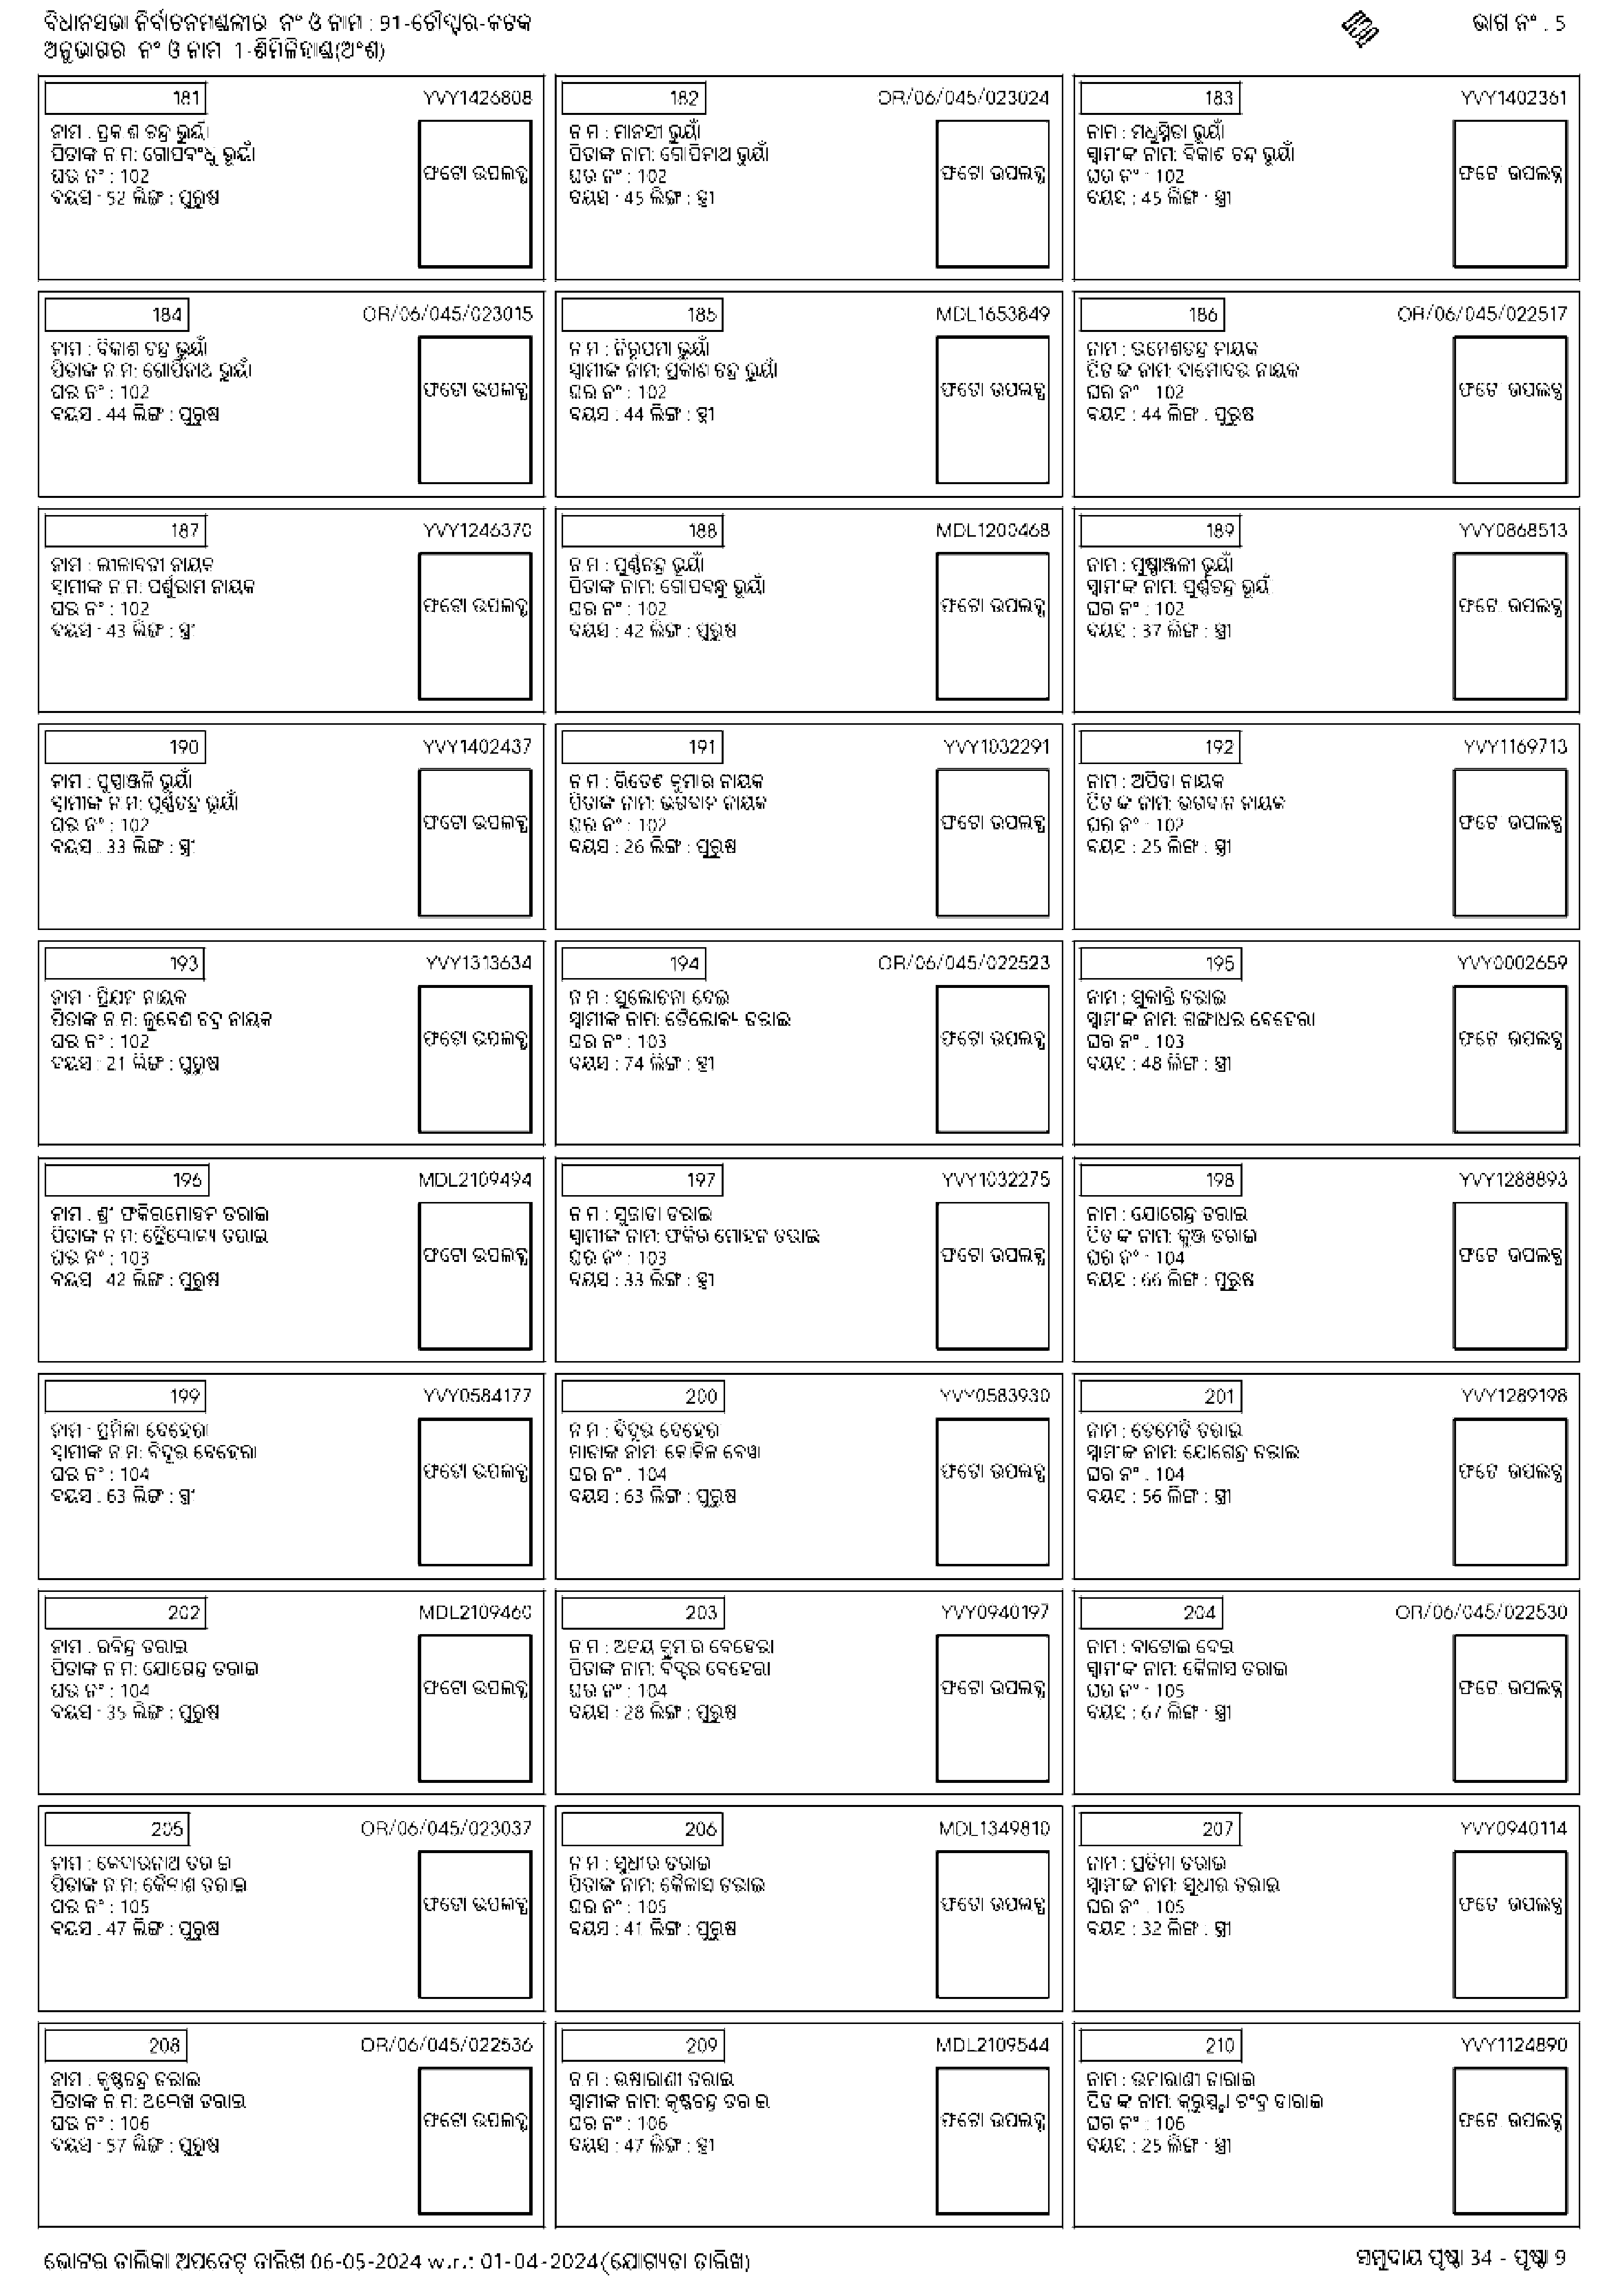 ବିଧାନସଭା ନିର୍ବାଚନମଣ୍ଡଳୀର ନଂ ଓ ନାମ : 91-ଚୌଦ୍ୱାର-କଟକ
ଭାଗ ନଂ . 5
ଅନୁଭାଗର ନଂ ଓ ନାମ 1-ଶିମିଳିହାଣ୍ଡ(ଅଂଶ)
181 YVY1426808
ନାମ : ପ୍ରକାଶ ଚନ୍ଦ୍ର ଭୂୟାଁ
ପିତାଙ୍କ ନାମ: ଗୋପିବଂଧୁ ଭୂୟାଁ
ଘର ନଂ : 102
ବୟସ : 52 ଲିଙ୍ଗ : ପୁରୁଷ
ଫଟୋ ଉପଲବ୍ଧ
182 OR/06/045/023024
ନାମ : ମାନସୀ ଭୂୟାଁ
ପିତାଙ୍କ ନାମ: ଗୋପିନାଥ ଭୂୟାଁ
ଘର ନଂ : 102
ବୟସ : 45 ଲିଙ୍ଗ : ସ୍ତ୍ରୀ
ଫଟୋ ଉପଲବ୍ଧ
183 YVY1402361
ନାମ : ମଧୁସ୍ମିତା ଭୂୟାଁ
ସ୍ୱାମୀଙ୍କ ନାମ: ବିକାଶ ଚନ୍ଦ୍ର ଭୂୟାଁ
ଘର ନଂ : 102
ବୟସ : 45 ଲିଙ୍ଗ : ସ୍ତ୍ରୀ
ଫଟୋ ଉପଲବ୍ଧ
184 OR/06/045/023015
ନାମ : ବିକାଶ ଚନ୍ଦ୍ର ଭୂୟାଁ
ପିତାଙ୍କ ନାମ: ଗୋପିନାଥ ଭୂୟାଁ
ଘର ନଂ : 102
ବୟସ : 44 ଲିଙ୍ଗ : ପୁରୁଷ
ଫଟୋ ଉପଲବ୍ଧ
185 MDL1653849
ନାମ : ନିରୂପମା ଭୂୟାଁ
ସ୍ୱାମୀଙ୍କ ନାମ: ପ୍ରକାଶ ଚନ୍ଦ୍ର ଭୂୟାଁ
ଘର ନଂ : 102
ବୟସ : 44 ଲିଙ୍ଗ : ସ୍ତ୍ରୀ
ଫଟୋ ଉପଲବ୍ଧ
186 OR/06/045/022517
ନାମ : ଉମେଶଚନ୍ଦ୍ର ନାୟକ
ପିତାଙ୍କ ନାମ: ଦାମୋଦର ନାୟକ
ଘର ନଂ : 102
ବୟସ : 44 ଲିଙ୍ଗ : ପୁରୁଷ
ଫଟୋ ଉପଲବ୍ଧ
187 YVY1246370
ନାମ : ଲୀଳାବତୀ ନାୟକ
ସ୍ୱାମୀଙ୍କ ନାମ: ପର୍ଶୁରାମ ନାୟକ
ଘର ନଂ : 102
ବୟସ : 43 ଲିଙ୍ଗ : ସ୍ତ୍ରୀ
ଫଟୋ ଉପଲବ୍ଧ
188 MDL1200468
ନାମ : ପୂର୍ଣ୍ଣଚନ୍ଦ୍ର ଭୂୟାଁ
ପିତାଙ୍କ ନାମ: ଗୋପବନ୍ଧୁ ଭୂୟାଁ
ଘର ନଂ : 102
ବୟସ : 42 ଲିଙ୍ଗ : ପୁରୁଷ
ଫଟୋ ଉପଲବ୍ଧ
189 YVY0868513
ନାମ : ପୁଷ୍ପାଞ୍ଜଳୀ ଭୂୟାଁ
ସ୍ୱାମୀଙ୍କ ନାମ: ପୂର୍ଣ୍ଣଚନ୍ଦ୍ର ଭୂୟାଁ
ଘର ନଂ : 102
ବୟସ : 37 ଲିଙ୍ଗ : ସ୍ତ୍ରୀ
ଫଟୋ ଉପଲବ୍ଧ
190 YVY1402437
ନାମ : ପୁସ୍ପାଞ୍ଜଳି ଭୂୟାଁ
ସ୍ୱାମୀଙ୍କ ନାମ: ପୂର୍ଣ୍ଣଚନ୍ଦ୍ର ଭୂୟାଁ
ଘର ନଂ : 102
ବୟସ : 33 ଲିଙ୍ଗ : ସ୍ତ୍ରୀ
ଫଟୋ ଉପଲବ୍ଧ
191 YVY1032291
ନାମ : ରିତେଶ କୁମାର ନାୟକ
ପିତାଙ୍କ ନାମ: ଭଗବାନ ନାୟକ
ଘର ନଂ : 102
ବୟସ : 26 ଲିଙ୍ଗ : ପୁରୁଷ
ଫଟୋ ଉପଲବ୍ଧ
192 YVY1169713
ନାମ : ଅର୍ପିତା ନାୟକ
ପିତାଙ୍କ ନାମ: ଭଗବାନ ନାୟକ
ଘର ନଂ : 102
ବୟସ : 25 ଲିଙ୍ଗ : ସ୍ତ୍ରୀ
ଫଟୋ ଉପଲବ୍ଧ
193 YVY1313634
ନାମ : ପ୍ରିୟମ ନାୟକ
ପିତାଙ୍କ ନାମ: ଭୁବେଶ ଚନ୍ଦ୍ର ନାୟକ
ଘର ନଂ : 102
ବୟସ : 21 ଲିଙ୍ଗ : ପୁରୁଷ
ଫଟୋ ଉପଲବ୍ଧ
194 OR/06/045/022523
ନାମ : ସୁଲୋଚନା ଦେଇ
ସ୍ୱାମୀଙ୍କ ନାମ: ତୈଲୋକ୍ୟ ତରାଇ
ଘର ନଂ : 103
ବୟସ : 74 ଲିଙ୍ଗ : ସ୍ତ୍ରୀ
ଫଟୋ ଉପଲବ୍ଧ
195 YVY0002659
ନାମ : ସୁକାନ୍ତି ତରାଇ
ସ୍ୱାମୀଙ୍କ ନାମ: ଗଙ୍ଗାଧର ବେହେରା
ଘର ନଂ : 103
ବୟସ : 48 ଲିଙ୍ଗ : ସ୍ତ୍ରୀ
ଫଟୋ ଉପଲବ୍ଧ
196 MDL2109494
ନାମ : ଶ୍ରୀ ଫକିରମୋହନ ତରାଇ
ପିତାଙ୍କ ନାମ: ତ୍ରୈଲୋକ୍ୟ ତରାଇ
ଘର ନଂ : 103
ବୟସ : 42 ଲିଙ୍ଗ : ପୁରୁଷ
ଫଟୋ ଉପଲବ୍ଧ
197 YVY1032275
ନାମ : ସୁଜାତା ତରାଇ
ସ୍ୱାମୀଙ୍କ ନାମ: ଫକିର ମୋହନ ତରାଇ
ଘର ନଂ : 103
ବୟସ : 33 ଲିଙ୍ଗ : ସ୍ତ୍ରୀ
ଫଟୋ ଉପଲବ୍ଧ
198 YVY1288893
ନାମ : ଯୋଗେନ୍ଦ୍ର ତରାଇ
ପିତାଙ୍କ ନାମ: କୃଞ୍ଜ ତରାଇ
ଘର ନଂ : 104
ବୟସ : 66 ଲିଙ୍ଗ : ପୁରୁଷ
ଫଟୋ ଉପଲବ୍ଧ
199 YVY0584177
ନାମ : ପ୍ରମିଳା ବେହେରା
ସ୍ୱାମୀଙ୍କ ନାମ: ବିଦୂର ବେହେରା
ଘର ନଂ : 104
ବୟସ : 63 ଲିଙ୍ଗ : ସ୍ତ୍ରୀ
ଫଟୋ ଉପଲବ୍ଧ
200 YVY0583930
ନାମ : ବିଦୂର ବେହେରା
ମାତାଙ୍କ ନାମ: କୋକିଳ ବେୱା
ଘର ନଂ : 104
ବୟସ : 63 ଲିଙ୍ଗ : ପୁରୁଷ
ଫଟୋ ଉପଲବ୍ଧ
201 YVY1289198
ନାମ : ତରାଇ
ସ୍ୱାମୀଙ୍କ ନାମ: ଯୋଗେନ୍ଦ୍ର ତରାଇ
ଘର ନଂ : 104
ବୟସ : 56 ଲିଙ୍ଗ : ସ୍ତ୍ରୀ
ଫଟୋ ଉପଲବ୍ଧ
202 MDL2109460
ନାମ : ରବିନ୍ଦ୍ର ତରାଇ
ପିତାଙ୍କ ନାମ: ଯୋଗେନ୍ଦ୍ର ତରାଇ
ଘର ନଂ : 104
ବୟସ : 35 ଲିଙ୍ଗ : ପୁରୁଷ
ଫଟୋ ଉପଲବ୍ଧ
203 YVY0940197
ନାମ : ଅଜୟ କୁମାର ବେହେରା
ପିତାଙ୍କ ନାମ: ବିଦୁର ବେହେରା
ଘର ନଂ : 104
ବୟସ : 28 ଲିଙ୍ଗ : ପୁରୁଷ
ଫଟୋ ଉପଲବ୍ଧ
204 OR/06/045/022530
ନାମ : ବାଟୋଇ ଦେଇ
ସ୍ୱାମୀଙ୍କ ନାମ: କୈଳାସ ତରାଇ
ଘର ନଂ : 105
ବୟସ : 67 ଲିଙ୍ଗ : ସ୍ତ୍ରୀ
ଫଟୋ ଉପଲବ୍ଧ
205 OR/06/045/023037
ନାମ : କେଦାରନାଥ ତରାଇ
ପିତାଙ୍କ ନାମ: କୈଳାଶ ତରାଇ
ଘର ନଂ : 105
ବୟସ : 47 ଲିଙ୍ଗ : ପୁରୁଷ
ଫଟୋ ଉପଲବ୍ଧ
206 MDL1349810
ନାମ : ସୁଧୀର ତରାଇ
ପିତାଙ୍କ ନାମ: କୈଳାସ ତରାଇ
ଘର ନଂ : 105
ବୟସ : 41 ଲିଙ୍ଗ : ପୁରୁଷ
ଫଟୋ ଉପଲବ୍ଧ
207 YVY0940114
ନାମ : ପ୍ରତିମା ତରାଇ
ସ୍ୱାମୀଙ୍କ ନାମ: ସୁଧୀର ତରାଇ
ଘର ନଂ : 105
ବୟସ : 32 ଲିଙ୍ଗ : ସ୍ତ୍ରୀ
ଫଟୋ ଉପଲବ୍ଧ
208 OR/06/045/022536
ନାମ : କୃଷ୍ଣଚନ୍ଦ୍ର ତରାଇ
ପିତାଙ୍କ ନାମ: ଅଲେଖ ତରାଇ
ଘର ନଂ : 106
ବୟସ : 57 ଲିଙ୍ଗ : ପୁରୁଷ
ଫଟୋ ଉପଲବ୍ଧ
209 MDL2109544
ନାମ : ଉଷାରାଣୀ ତରାଇ
ସ୍ୱାମୀଙ୍କ ନାମ: କୃଷ୍ଣଚନ୍ଦ୍ର ତରାଇ
ଘର ନଂ : 106
ବୟସ : 47 ଲିଙ୍ଗ : ସ୍ତ୍ରୀ
ଫଟୋ ଉପଲବ୍ଧ
210 YVY1124890
ନାମ : ଉମାରାଣୀ ତାରାଇ
ପିତାଙ୍କ ନାମ: ଚଂଦ୍ର ତାରାଇ
ଘର ନଂ : 106
ବୟସ : 25 ଲିଙ୍ଗ : ସ୍ତ୍ରୀ
ଫଟୋ ଉପଲବ୍ଧ
ଭୋଟର ତାଲିକା ଅପଡେଟ୍ ତାରିଖ 06-05-2024 w.r.: 01-04-2024(ଯୋଗ୍ୟତା ତାରିଖ)
ସମୁଦାୟ ପୃଷ୍ଠା 34 - ପୃଷ୍ଠା 9